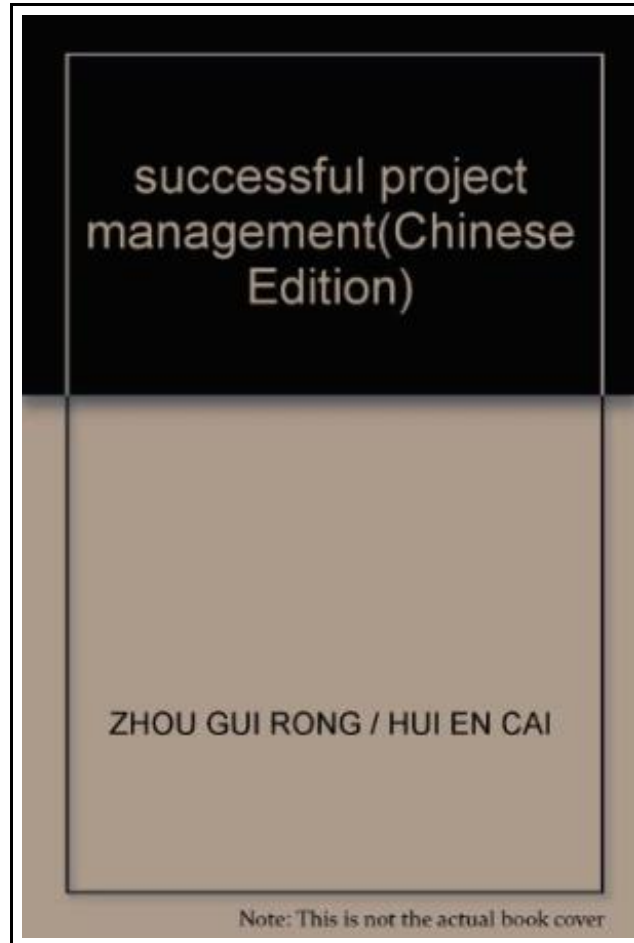 successful project
management(Chinese
Edition)
ZHOU GUI RONG / HUI EN CAI
Note: This is not the actual book cover